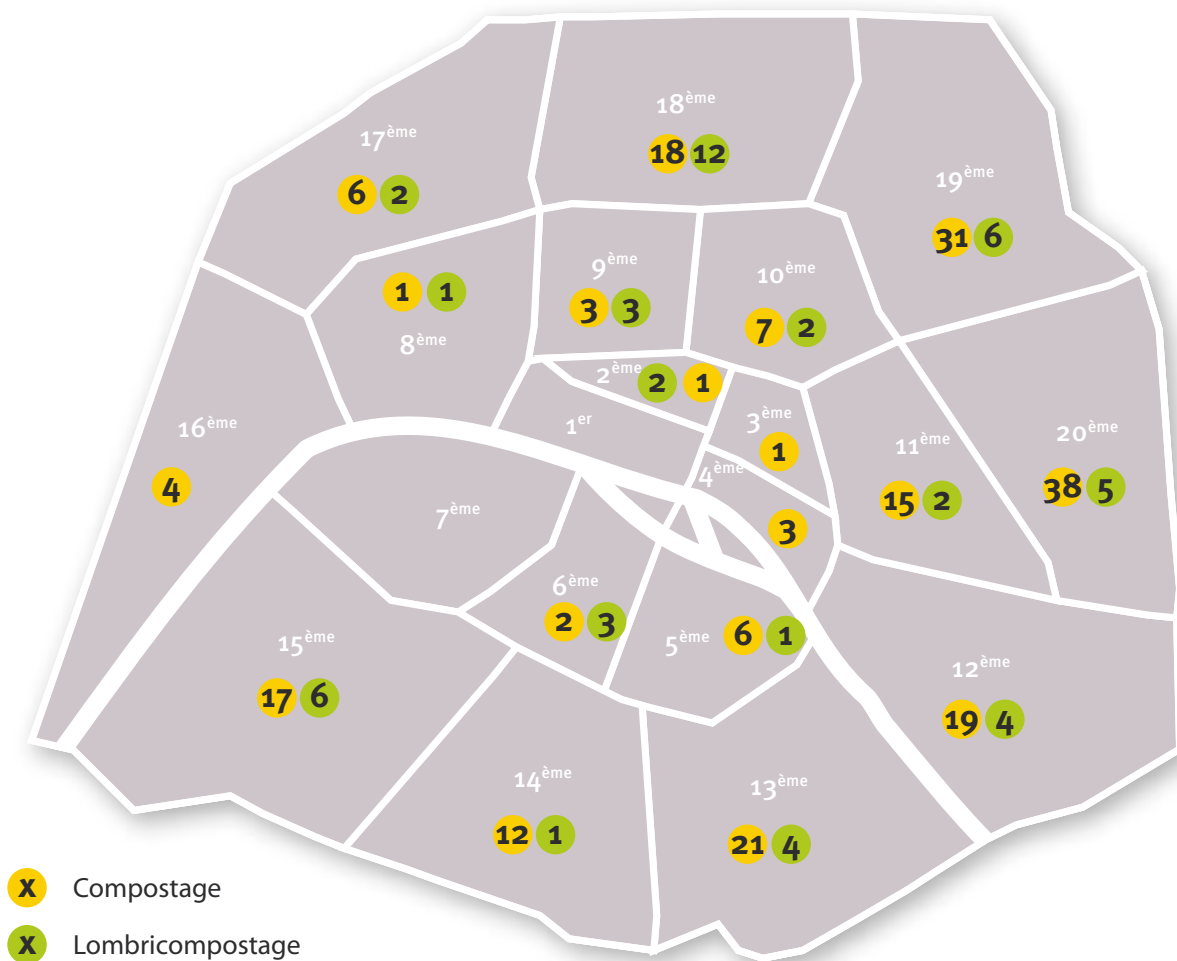 18ème
18 12
17ème
6 2
19ème
31 6
9ème
3 3
10ème
7 2
1 1
8ème
2ème 2 1
3ème
1
1er
16ème
4
11ème
15 2
20ème
38 5
4ème
3
7ème
6ème
2 3
5ème 6 1
15ème
17 6
12ème
19 4
14ème
12 1
13ème
21 4
X Compostage
X Lombricompostage